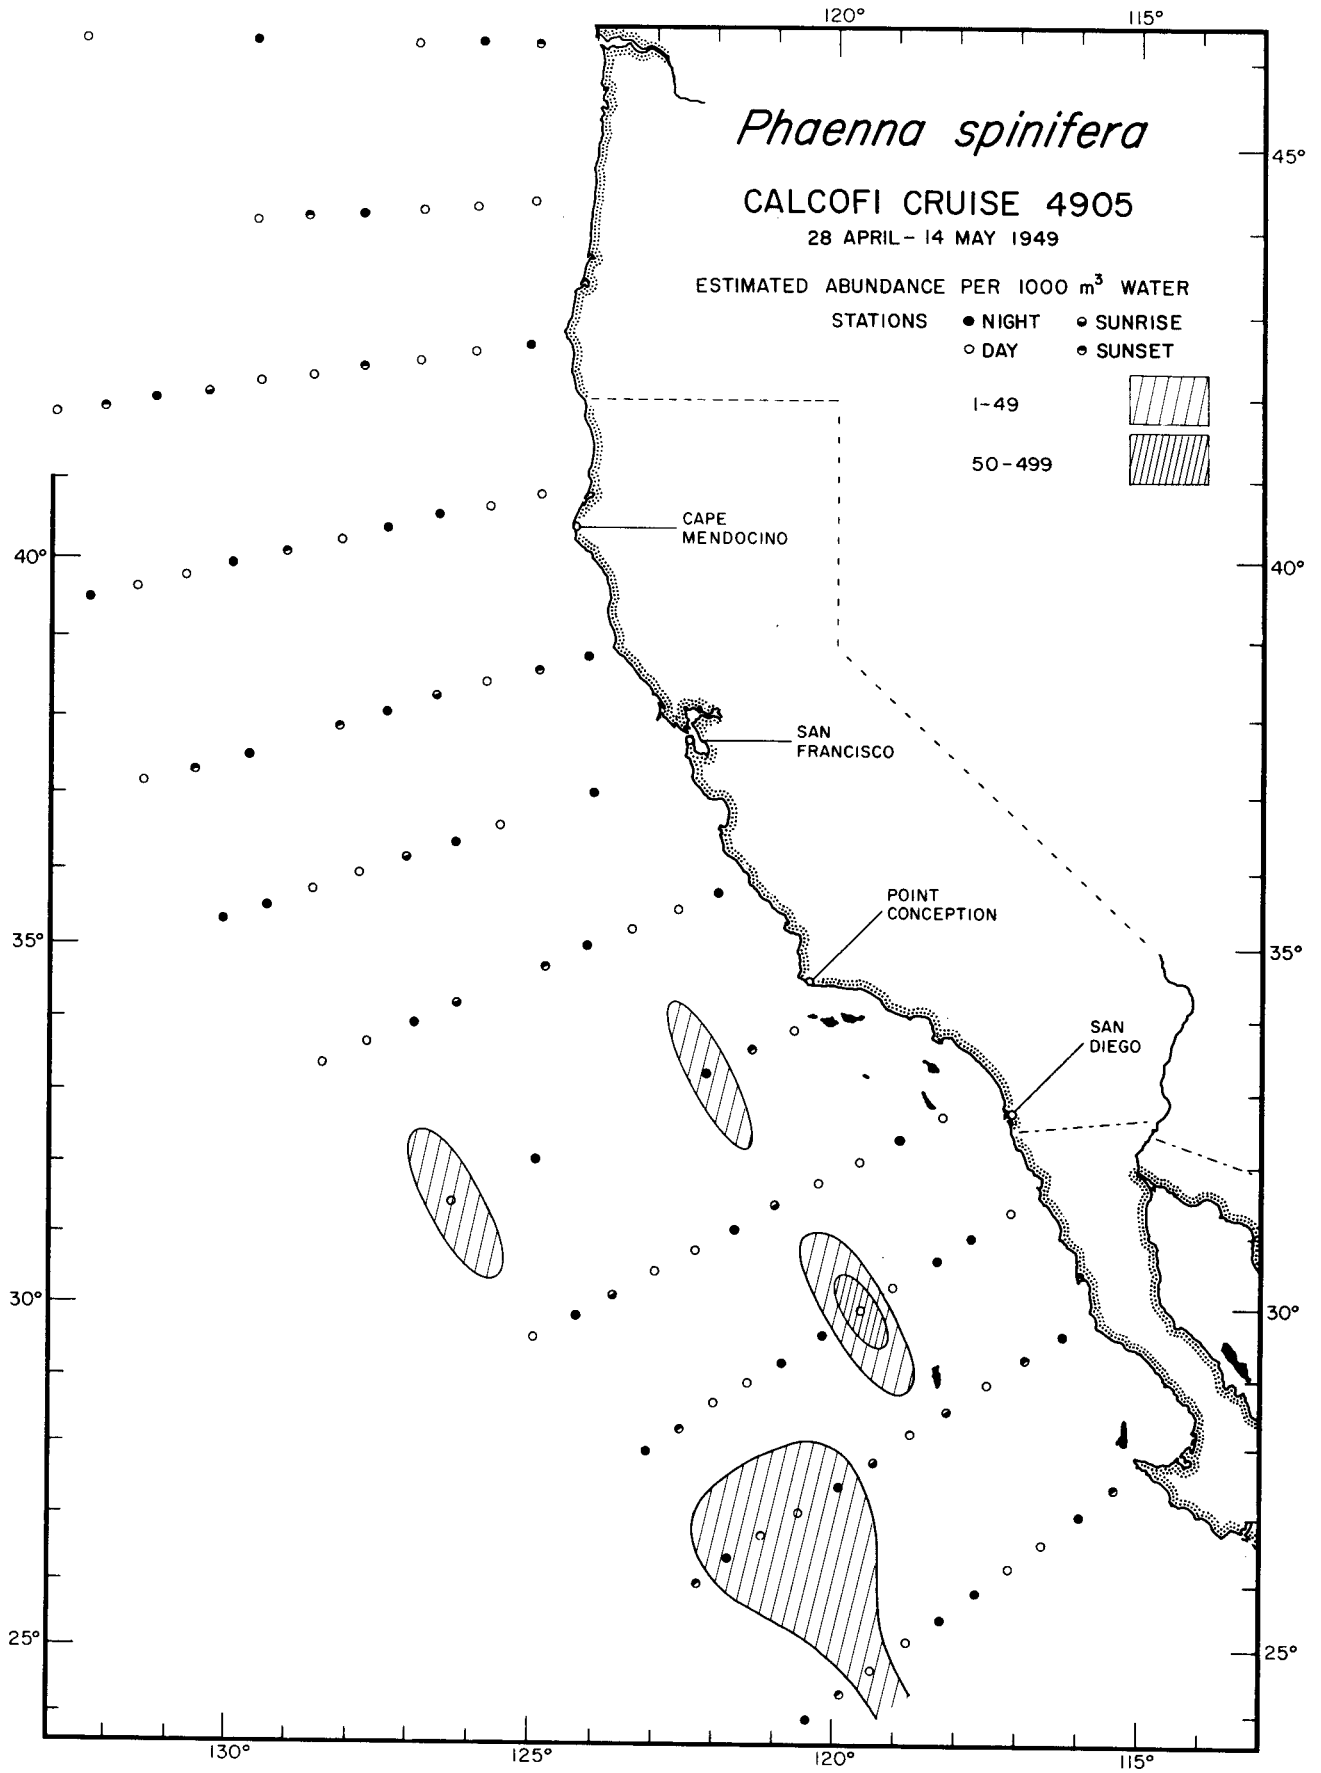 120° 115°
Phaenna spinifera
45°
CALCOFI CRUISE 4905
28 APRIL – 14 MAY 1949
ESTIMATED ABUNDANCE PER 1000 m³ WATER
STATIONS NIGHT SUNRISE
DAY SUNSET
1-49
50-499
CAPE
MENDOCINO
40° 40°
SAN
FRANCISCO
POINT
CONCEPTION
35° 35°
SAN
DIEGO
30° 30°
25° 25°
130° 125° 120° 115°